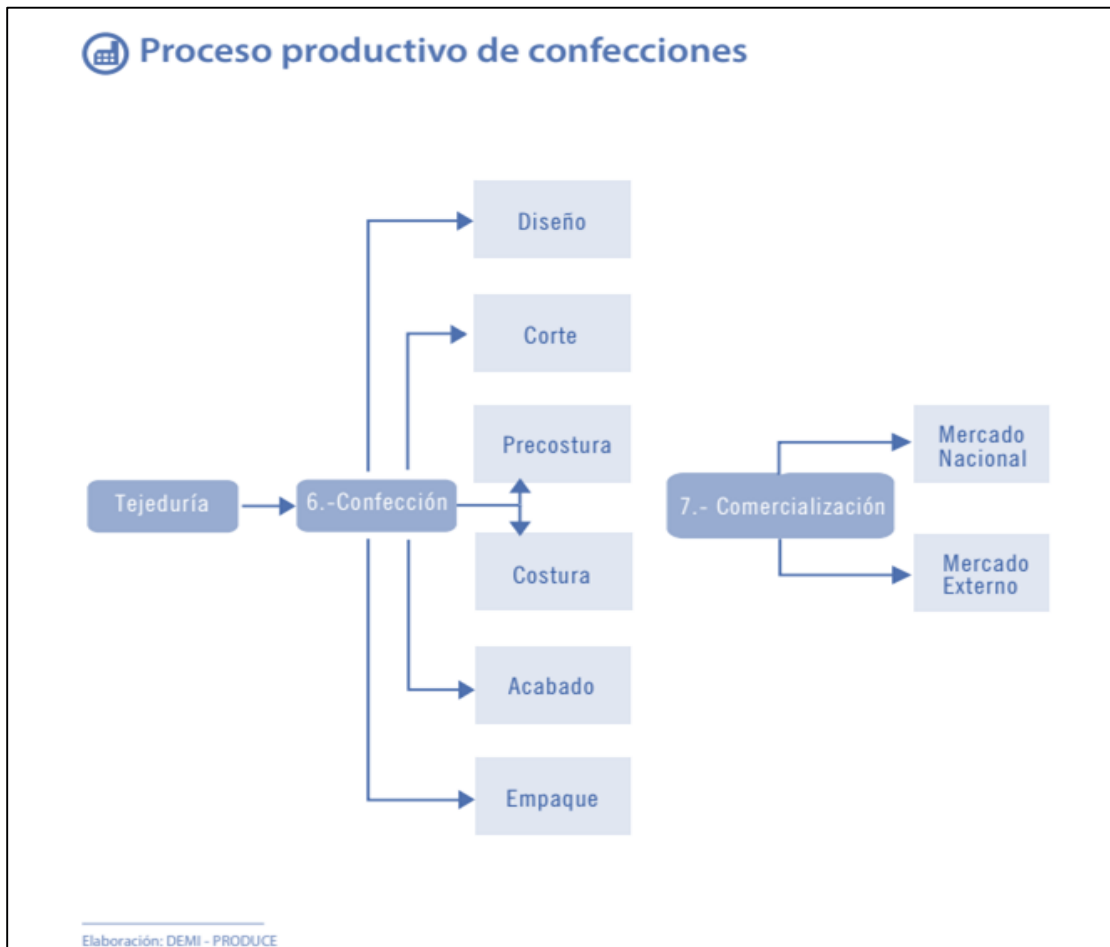 Proceso productivo de confecciones
Diseño
Corte
Precostura
Tejeduría
6.-Confección
Costura
Acabado
Empaque
7.- Comercialización
Mercado
Nacional
Mercado
Externo
Elaboración: DEMI - PRODUCE